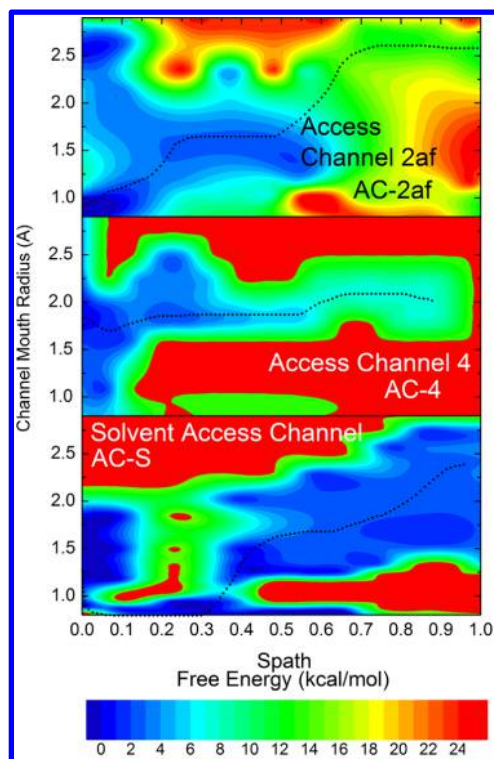 2.5
2.0
1.5
1.0
Access
Channel 2af
AC-2af
Channel Mouth Radius (A)
2.5
2.0
1.5
1.0
Access Channel 4
AC-4
Solvent Access Channel
AC-S
2.5
2.0
1.5
1.0
0.0 0.1 0.2 0.3 0.4 0.5 0.6 0.7 0.8 0.9 1.0
Spath
Free Energy (kcal/mol)
0 2 4 6 8 10 12 14 16 18 20 22 24